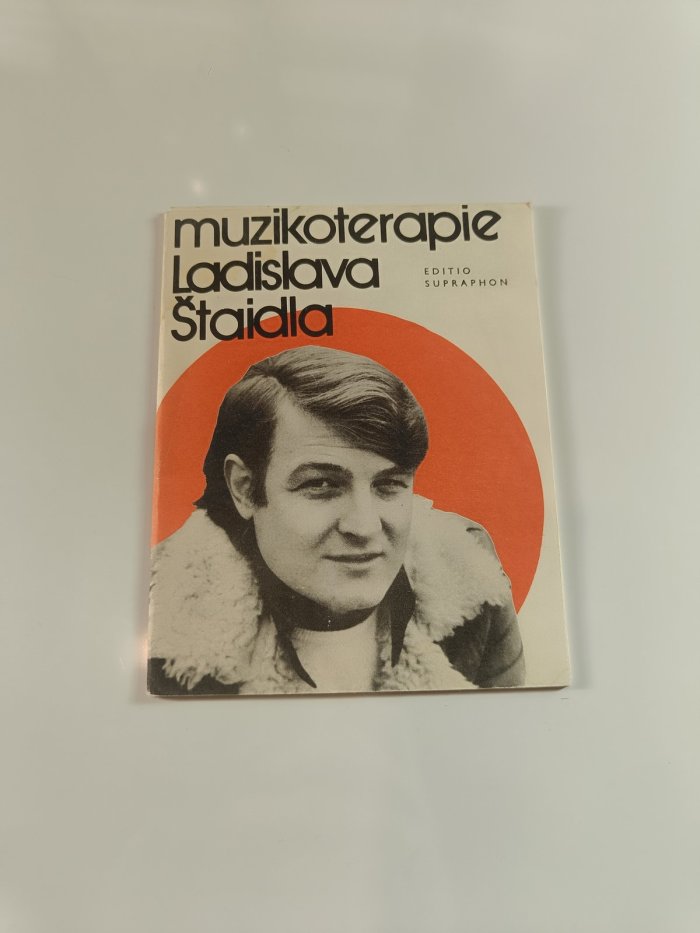 muzikoterapie
Ladislava
Štaidla
EDITIO
SUPRAPHON